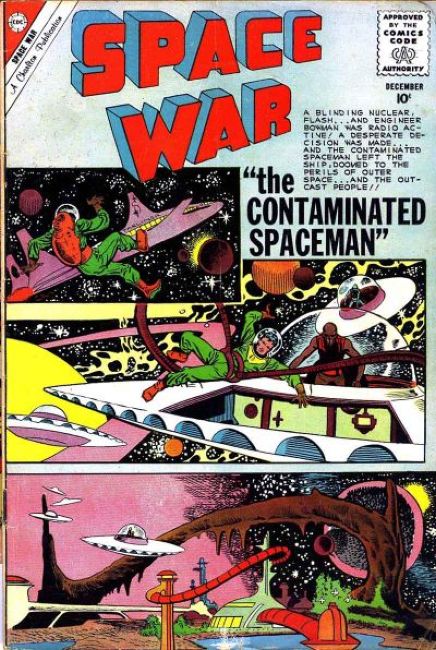 CDC
SPACE WAR
A Charlton Publication
SPACE
WAR
APPROVED
BY THE
COMICS
CODE
AUTHORITY
DECEMBER
10¢
A BLINDING NUCLEAR
FLASH...AND ENGINEER
BOWMAN WAS RADIO AC-
TIVE! A DESPERATE DE-
CISION WAS MADE...
AND THE CONTAMINATED
SPACEMAN LEFT THE
SHIP, DOOMED TO THE
PERILS OF OUTER
SPACE...AND THE OUT-
CAST PEOPLE!!
"the
CONTAMINATED
SPACEMAN"